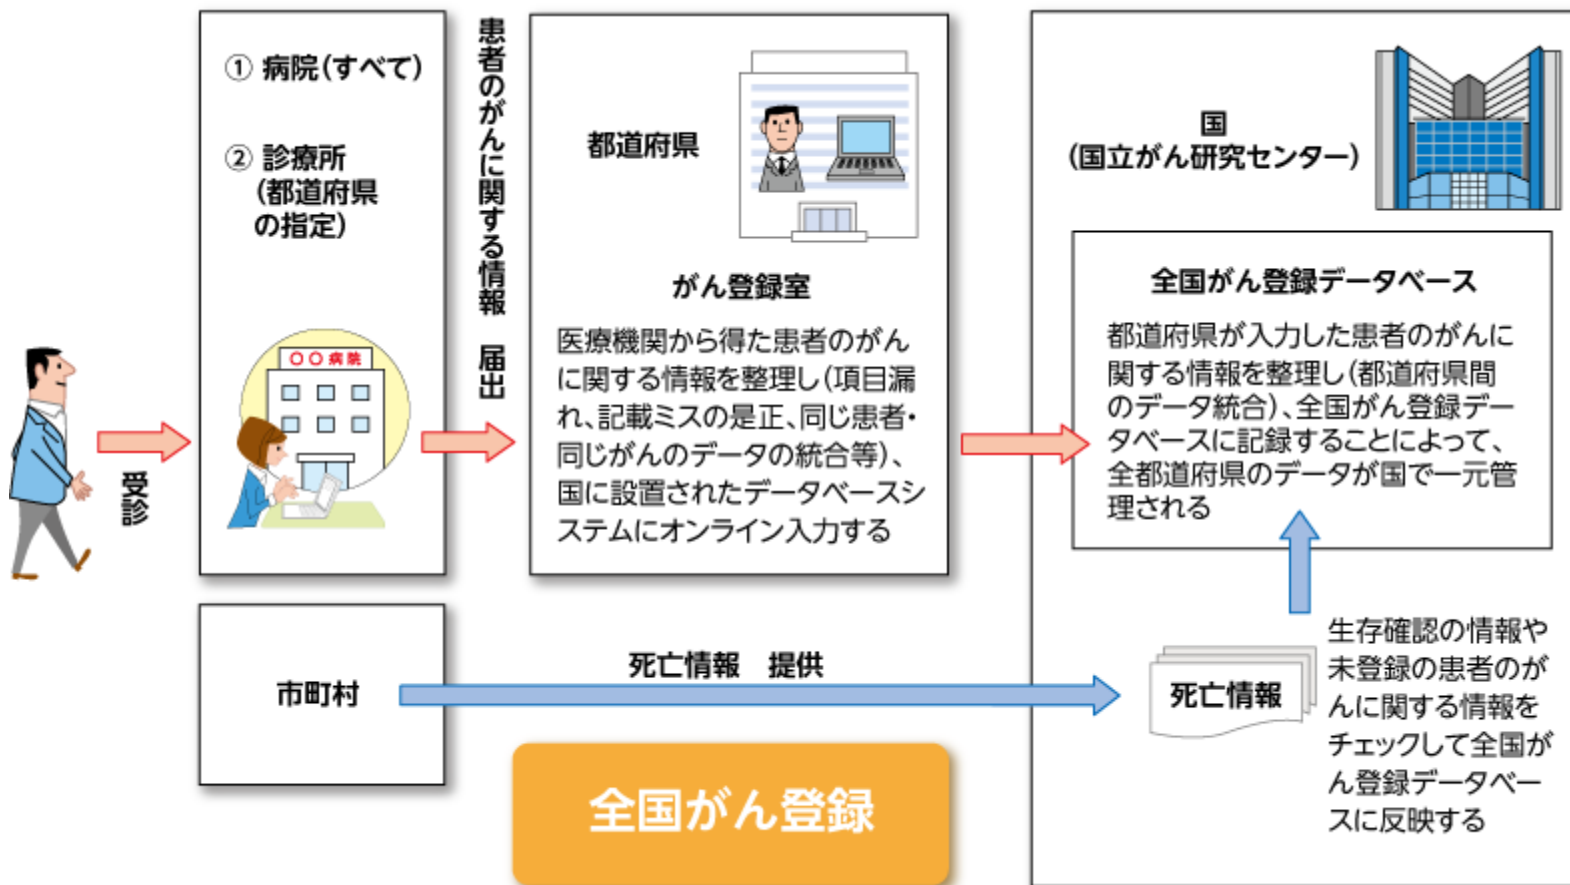 ① 病院(すべて)
② 診療所
(都道府県
の指定)
〇〇病院
受診
患者のがんに関する情報 届出
都道府県
がん登録室
医療機関から得た患者のがん
に関する情報を整理し(項目漏
れ、記載ミスの是正、同じ患者・
同じがんのデータの統合等)、
国に設置されたデータベースシ
ステムにオンライン入力する
国
(国立がん研究センター)
全国がん登録データベース
都道府県が入力した患者のがんに
関する情報を整理し(都道府県間
のデータ統合)、全国がん登録デー
タベースに記録することによって、
全都道府県のデータが国で一元管
理される
市町村
死亡情報 提供
死亡情報
生存確認の情報や
未登録の患者のが
んに関する情報を
チェックして全国が
ん登録データベー
スに反映する
全国がん登録